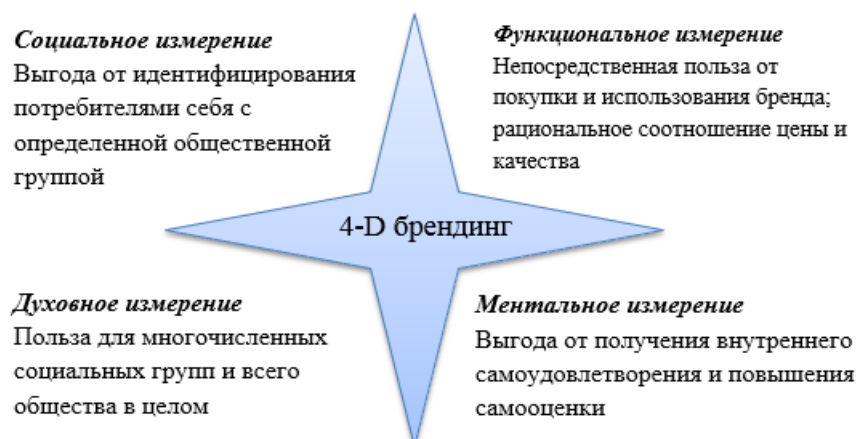 Социальное измерение
Выгода от идентифицирования
потребителями себя с
определенной общественной
группой
Функциональное измерение
Непосредственная польза от
покупки и использования бренда;
рациональное соотношение цены и
качества
4-D брендинг
Духовное измерение
Польза для многочисленных
социальных групп и всего
общества в целом
Ментальное измерение
Выгода от получения внутреннего
самоудовлетворения и повышения
самооценки